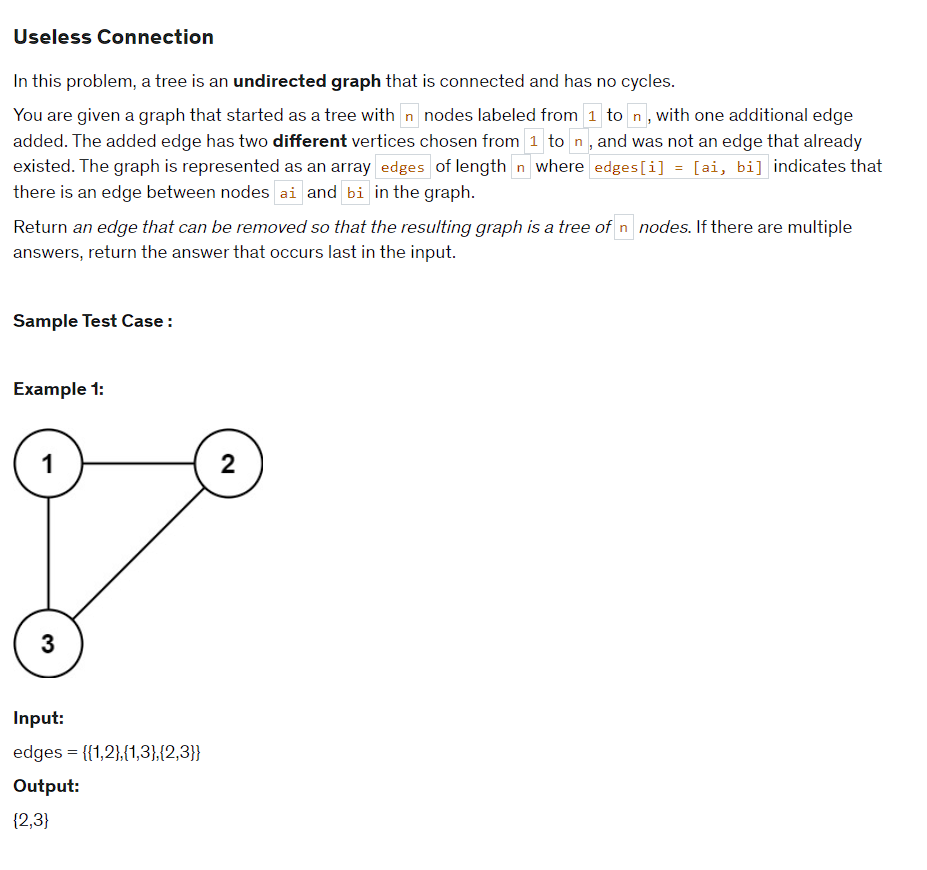 Useless Connection
In this problem, a tree is an undirected graph that is connected and has no cycles.
You are given a graph that started as a tree with n nodes labeled from 1 to n, with one additional edge
added. The added edge has two different vertices chosen from 1 to n, and was not an edge that already
existed. The graph is represented as an array edges of length n where edges[i] = [ai, bi] indicates that
there is an edge between nodes ai and bi in the graph.
Return an edge that can be removed so that the resulting graph is a tree of n nodes. If there are multiple
answers, return the answer that occurs last in the input.
Sample Test Case :
Example 1:
1
2
3
Input:
edges = {{1,2},{1,3},{2,3}}
Output:
{2,3}